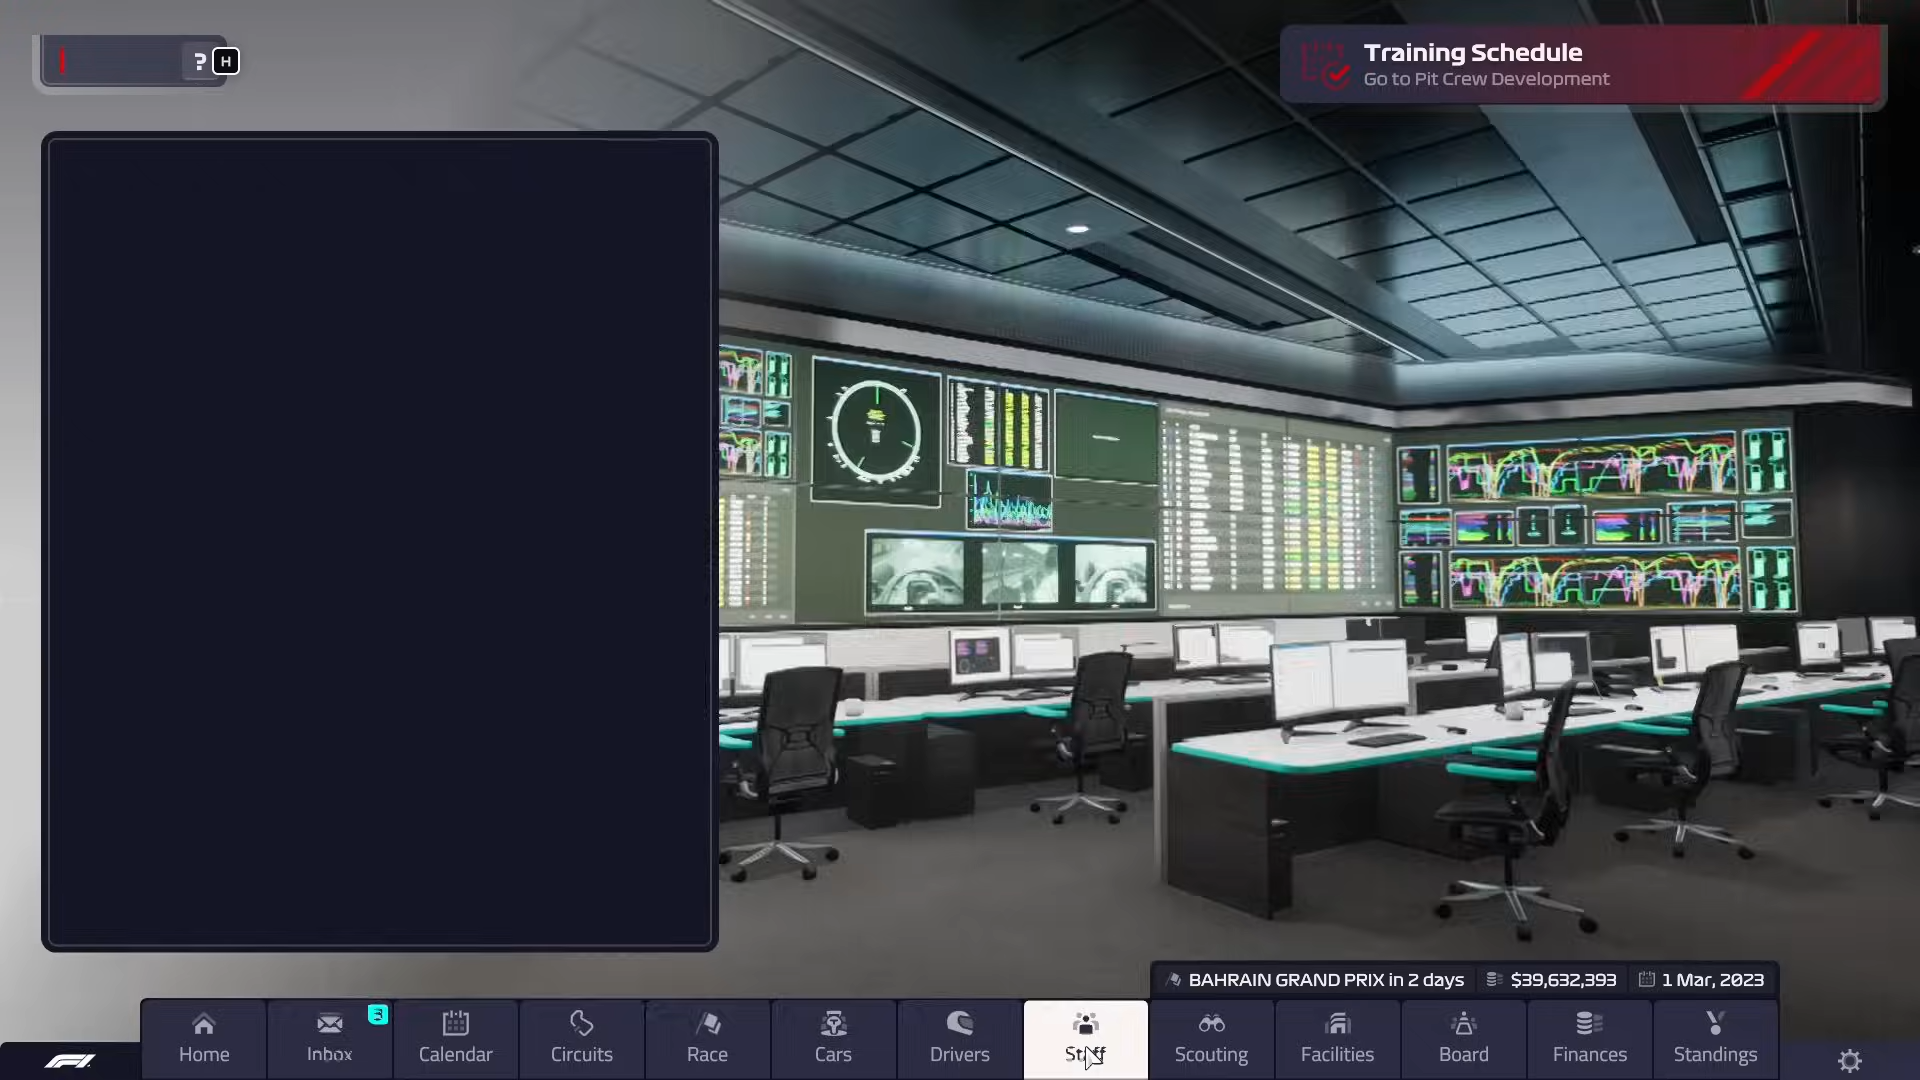 ? H
Training Schedule
Go to Pit Crew Development
BAHRAIN GRAND PRIX in 2 days $39,632,393 1 Mar, 2023
3
Home Inbox Calendar Circuits Race Cars Drivers Staff Scouting Facilities Board Finances Standings